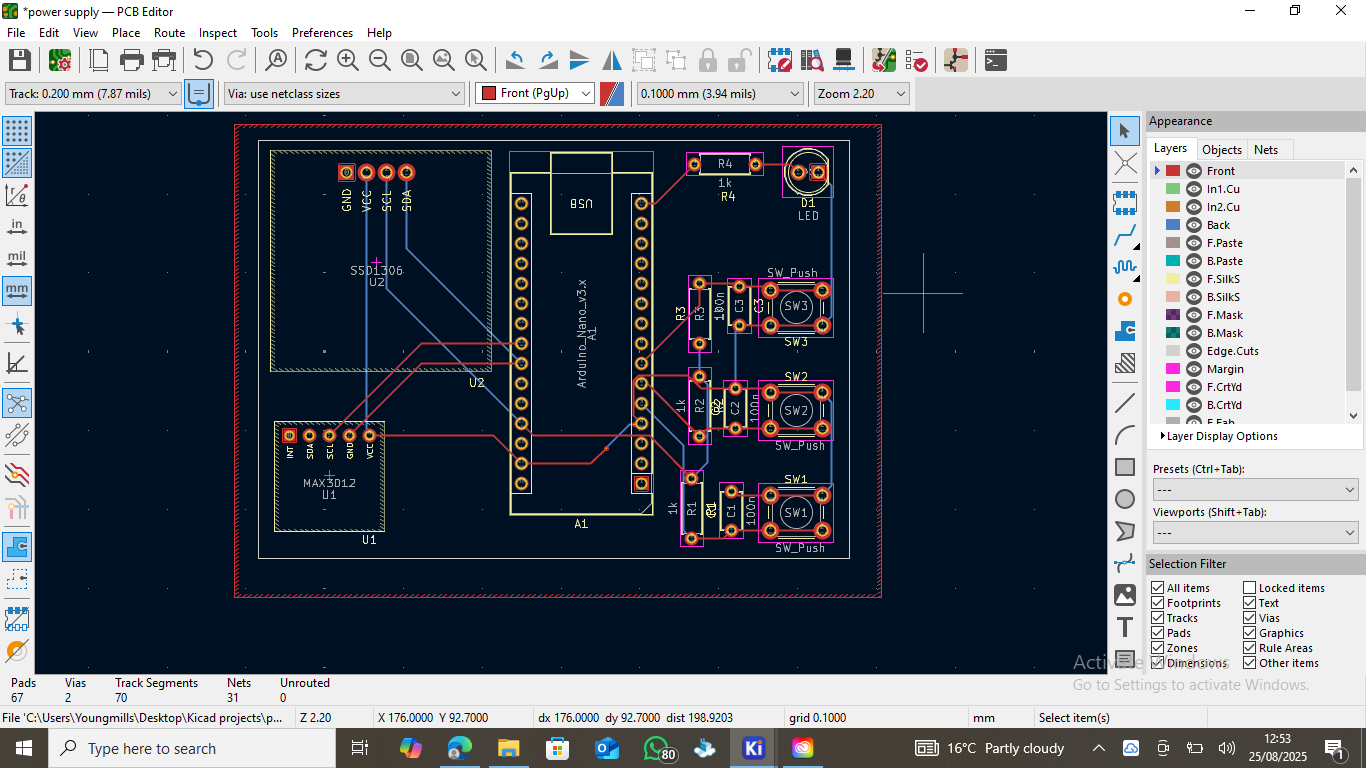 *power supply — PCB Editor
File Edit View Place Route Inspect Tools Preferences Help
Track: 0.200 mm (7.87 mils) Via: use netclass sizes Front (PgUp) 0.1000 mm (3.94 mils) Zoom 2.20
in
mil
mm
GND VCC SCL SDA
SSD1306
U2
U2
USB
Arduino_Nano_v3.x
A1
A1
INT SDA SCL GND VCC
MAX3012
U1
U1
R4
1k
R4
D1
LED
SW_Push
R3 R3 100n C3 C3 SW3
SW3
SW2
1k R2 C2 100n SW2
SW_Push
SW1
1k R1 C1 100n SW1
SW_Push
Appearance
Layers Objects Nets
Front
In1.Cu
In2.Cu
Back
F.Paste
B.Paste
F.SilkS
B.SilkS
F.Mask
B.Mask
Edge.Cuts
Margin
F.CrtYd
B.CrtYd
F.Fab
Layer Display Options
Presets (Ctrl+Tab):
---
Viewports (Shift+Tab):
---
Selection Filter
All items Locked items
Footprints Text
Tracks Vias
Pads Graphics
Zones Rule Areas
Dimensions Other items
Activate Windows
Go to Settings to activate Windows.
Pads Vias Track Segments Nets Unrouted
67 2 70 31 0
File 'C:\Users\Youngmills\Desktop\Kicad projects\p... Z 2.20 X 176.0000 Y 92.7000 dx 176.0000 dy 92.7000 dist 198.9203 grid 0.1000 mm Select item(s)
Type here to search 80 Ki 16°C Partly cloudy 12:53
25/08/2025 1